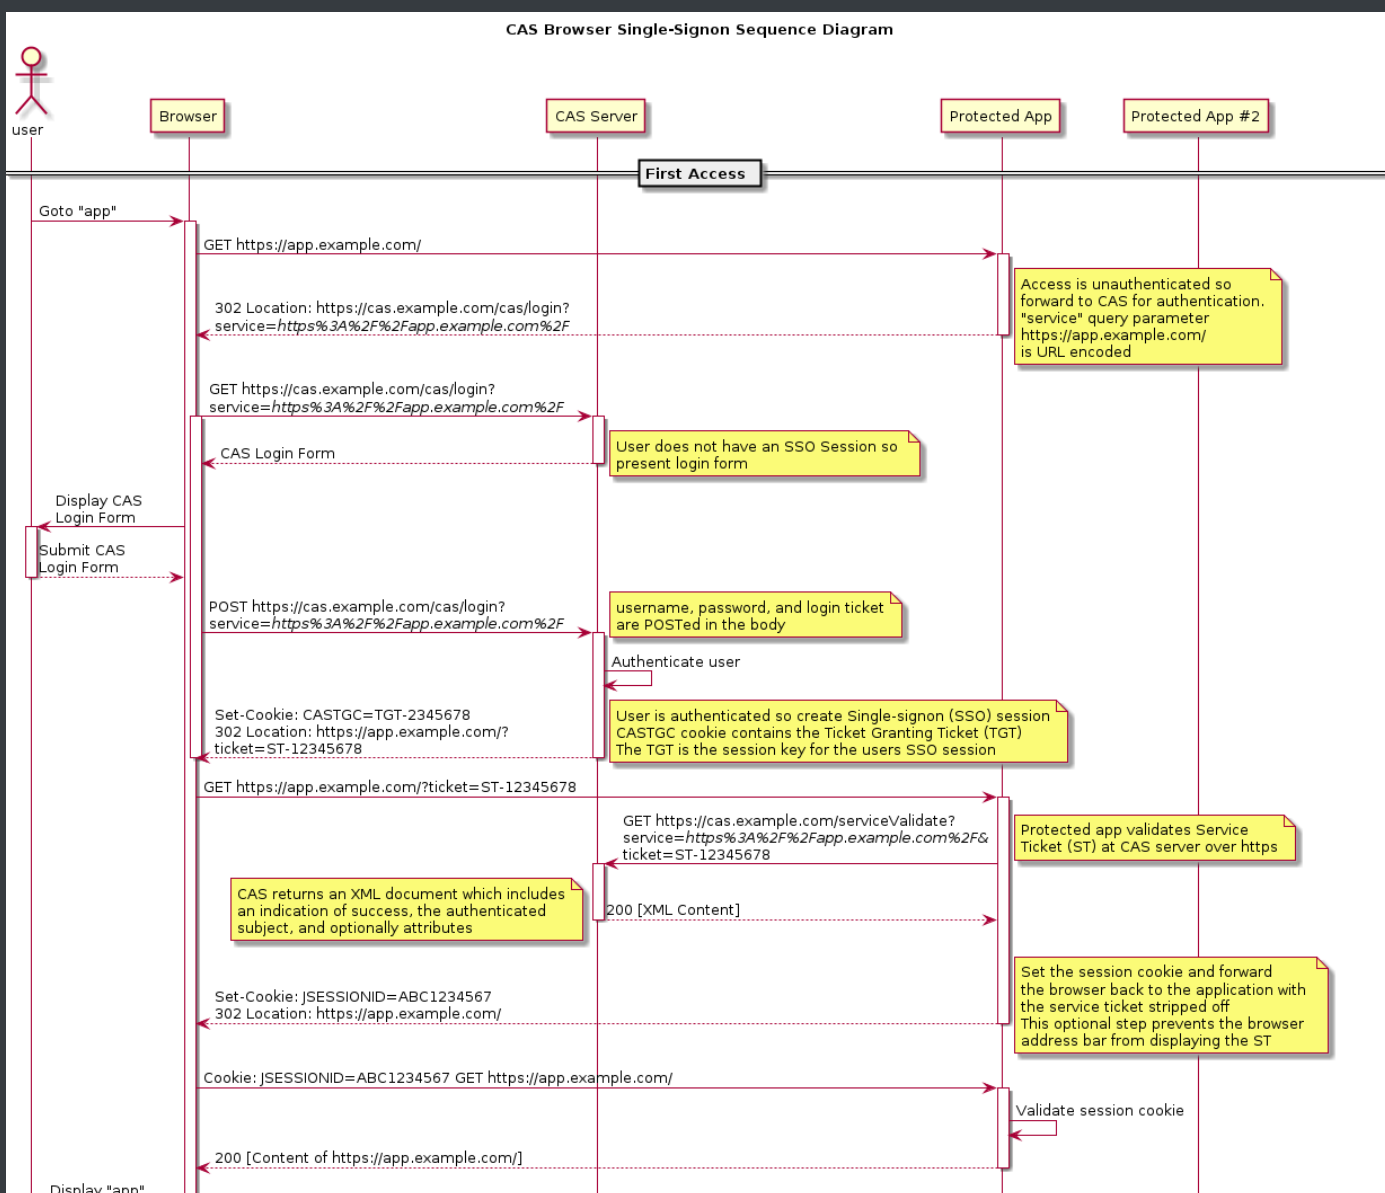 CAS Browser Single-Signon Sequence Diagram
user
Browser
CAS Server
Protected App
Protected App #2
First Access
Goto "app"
GET https://app.example.com/
Access is unauthenticated so
forward to CAS for authentication.
"service" query parameter
https://app.example.com/
is URL encoded
302 Location: https://cas.example.com/cas/login?
service=https%3A%2F%2Fapp.example.com%2F
GET https://cas.example.com/cas/login?
service=https%3A%2F%2Fapp.example.com%2F
User does not have an SSO Session so
present login form
CAS Login Form
Display CAS
Login Form
Submit CAS
Login Form
POST https://cas.example.com/cas/login?
service=https%3A%2F%2Fapp.example.com%2F
username, password, and login ticket
are POSTed in the body
Authenticate user
Set-Cookie: CASTGC=TGT-2345678
302 Location: https://app.example.com/?
ticket=ST-12345678
User is authenticated so create Single-signon (SSO) session
CASTGC cookie contains the Ticket Granting Ticket (TGT)
The TGT is the session key for the users SSO session
GET https://app.example.com/?ticket=ST-12345678
GET https://cas.example.com/serviceValidate?
service=https%3A%2F%2Fapp.example.com%2F&
ticket=ST-12345678
Protected app validates Service
Ticket (ST) at CAS server over https
CAS returns an XML document which includes
an indication of success, the authenticated
subject, and optionally attributes
200 [XML Content]
Set the session cookie and forward
the browser back to the application with
the service ticket stripped off
This optional step prevents the browser
address bar from displaying the ST
Set-Cookie: JSESSIONID=ABC1234567
302 Location: https://app.example.com/
Cookie: JSESSIONID=ABC1234567 GET https://app.example.com/
Validate session cookie
200 [Content of https://app.example.com/]
Display "app"